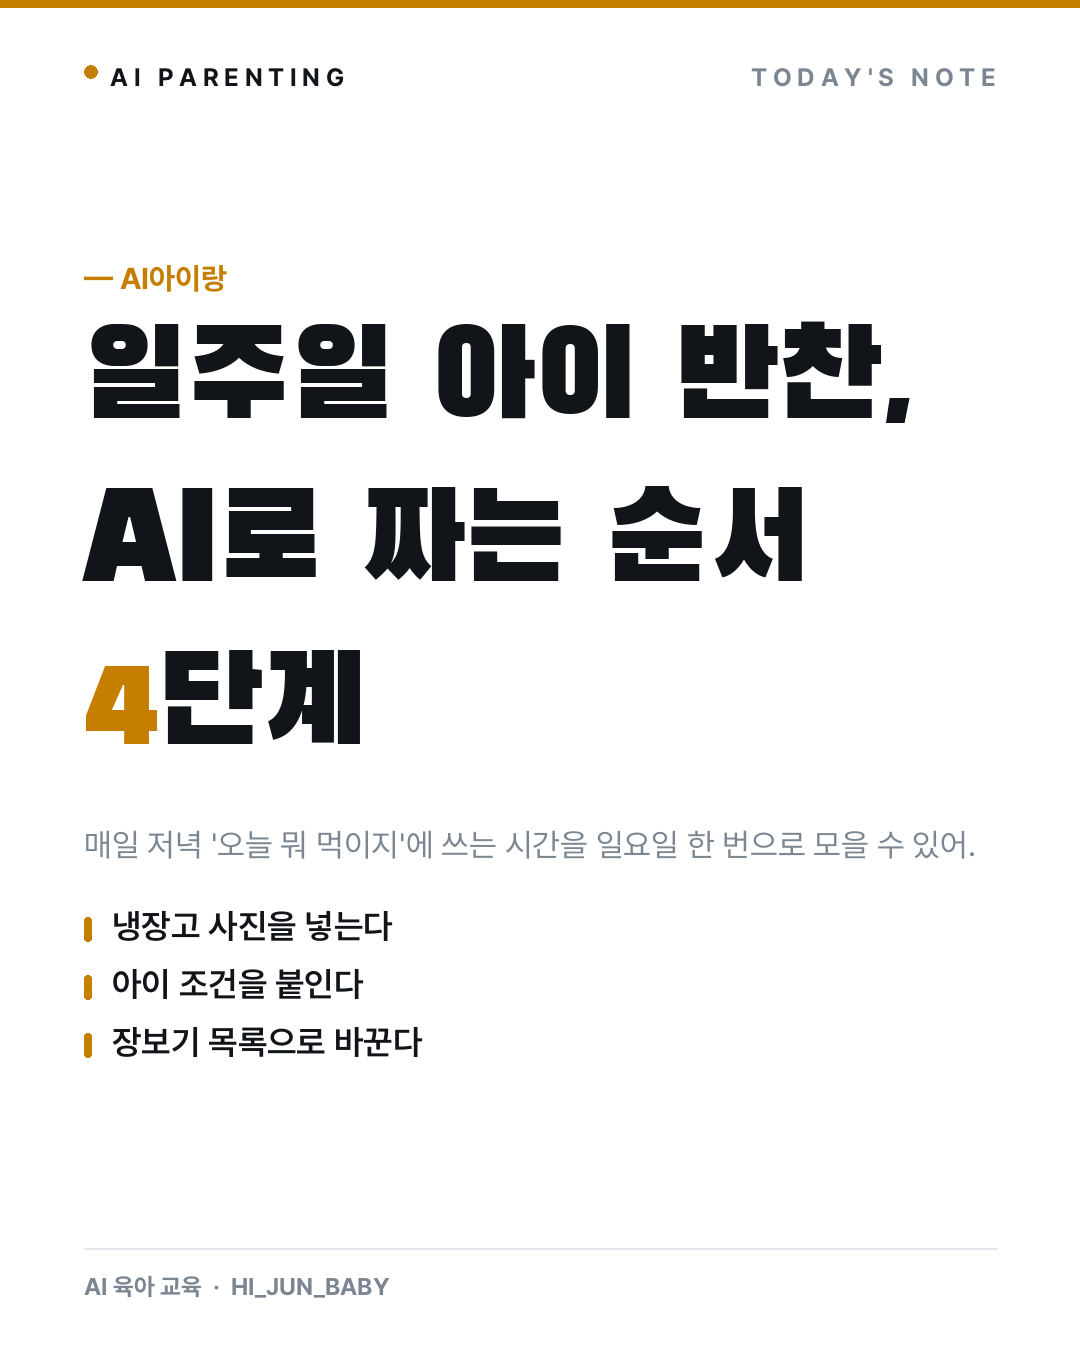 AI PARENTING
TODAY'S NOTE
— AI아이랑
일주일 아이 반찬,
AI로 짜는 순서
4단계
매일 저녁 '오늘 뭐 먹이지'에 쓰는 시간을 일요일 한 번으로 모을 수 있어.
냉장고 사진을 넣는다
아이 조건을 붙인다
장보기 목록으로 바꾼다
AI 육아 교육 · HI_JUN_BABY